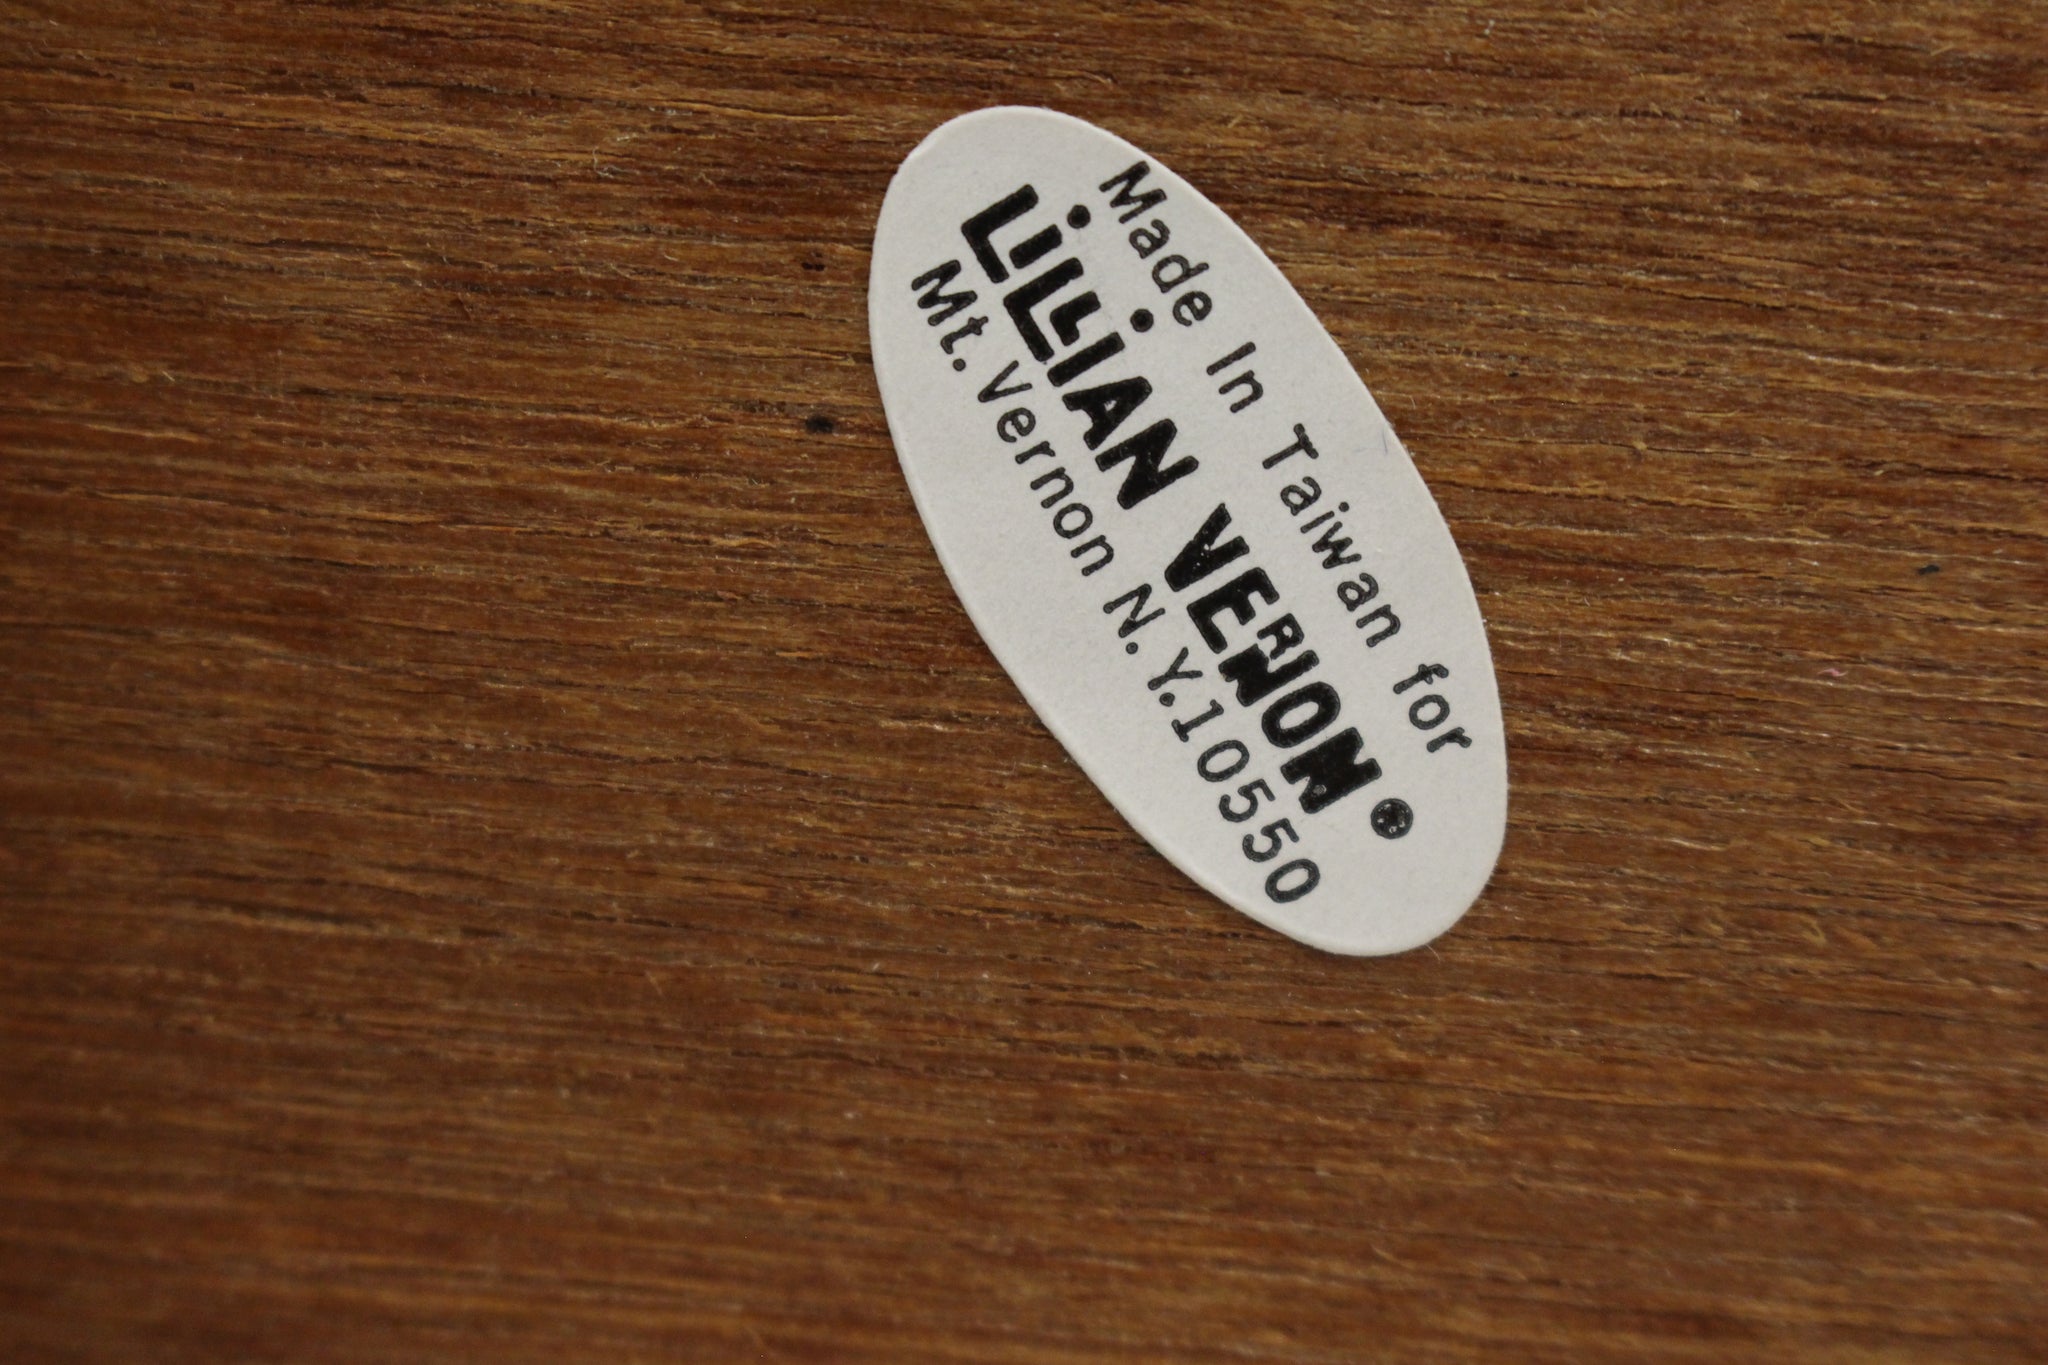 Made In Taiwan for
LiLLiAN VERNON®
Mt. Vernon N.Y. 10550